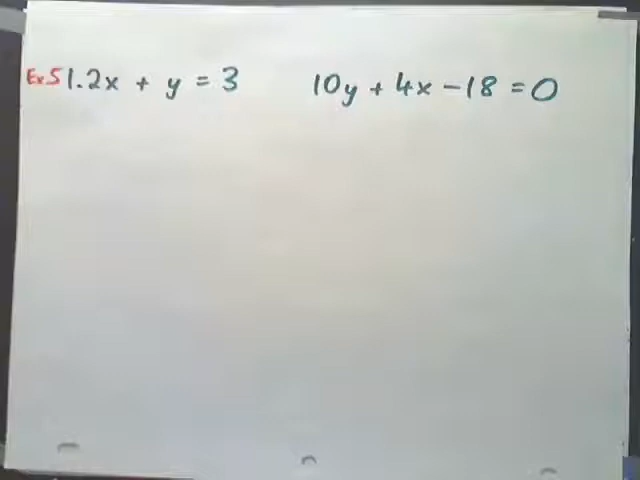 Ex5 1.2x + y = 3 10y + 4x - 18 = 0